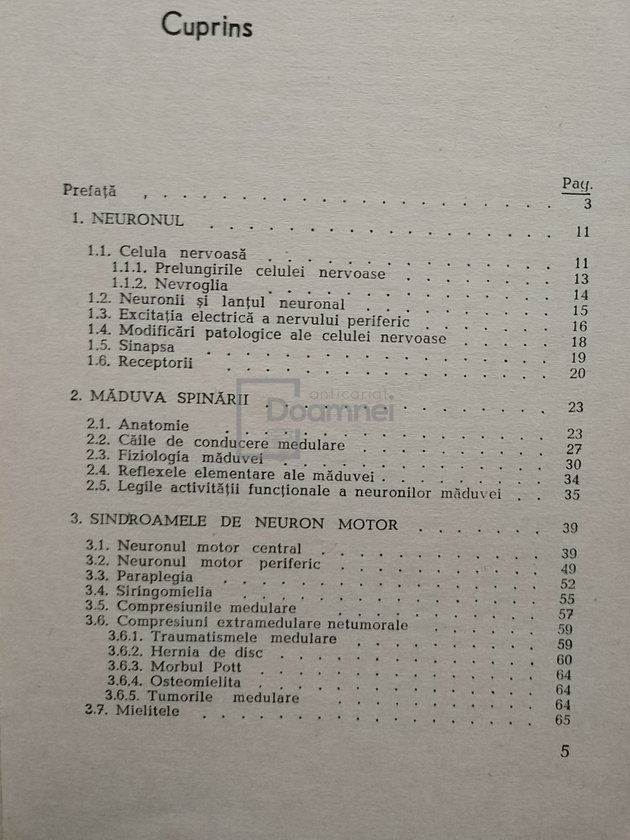 Cuprins
Pag.
Prefață , . . . . . . . . . . . . . . . . 3
1. NEURONUL . . . . . . . . . . . . . . 11
1.1. Celula nervoasă . . . . . . . . . . . 11
1.1.1. Prelungirile celulei nervoase . . . . . . . 13
1.1.2. Nevroglia . . . . . . . . . . . . 14
1.2. Neuronii și lanțul neuronal . . . . . . . . 15
1.3. Excitația electrică a nervului periferic . . . . . . 16
1.4. Modificări patologice ale celulei nervoase . . . . . 18
1.5. Sinapsa . . . . . . . . . . . . . . 19
1.6. Receptorii . . . . . . . . . . . . . 20
anticariat
Doamnei
2. MĂDUVA SPINĂRII . . . . . . . . . . . 23
2.1. Anatomie . . . . . . . . . . . . . 23
2.2. Căile de conducere medulare . . . . . . . . 27
2.3. Fiziologia măduvei . . . . . . . . . . . 30
2.4. Reflexele elementare ale măduvei . . . . . . . 34
2.5. Legile activității funcționale a neuronilor măduvei . . 35
3. SINDROAMELE DE NEURON MOTOR . . . . . . 39
3.1. Neuronul motor central . . . . . . . . . 39
3.2. Neuronul motor periferic . . . . . . . . . 49
3.3. Paraplegia . . . . . . . . . . . . . 52
3.4. Siringomielia . . . . . . . . . . . . 55
3.5. Compresiunile medulare . . . . . . . . . 57
3.6. Compresiuni extramedulare netumorale . . . . . 59
3.6.1. Traumatismele medulare . . . . . . . . 59
3.6.2. Hernia de disc . . . . . . . . . . 60
3.6.3. Morbul Pott . . . . . . . . . . . 64
3.6.4. Osteomielita . . . . . . . . . . . 64
3.6.5. Tumorile medulare . . . . . . . . . 64
3.7. Mielitele . . . . . . . . . . . . . . 65
5